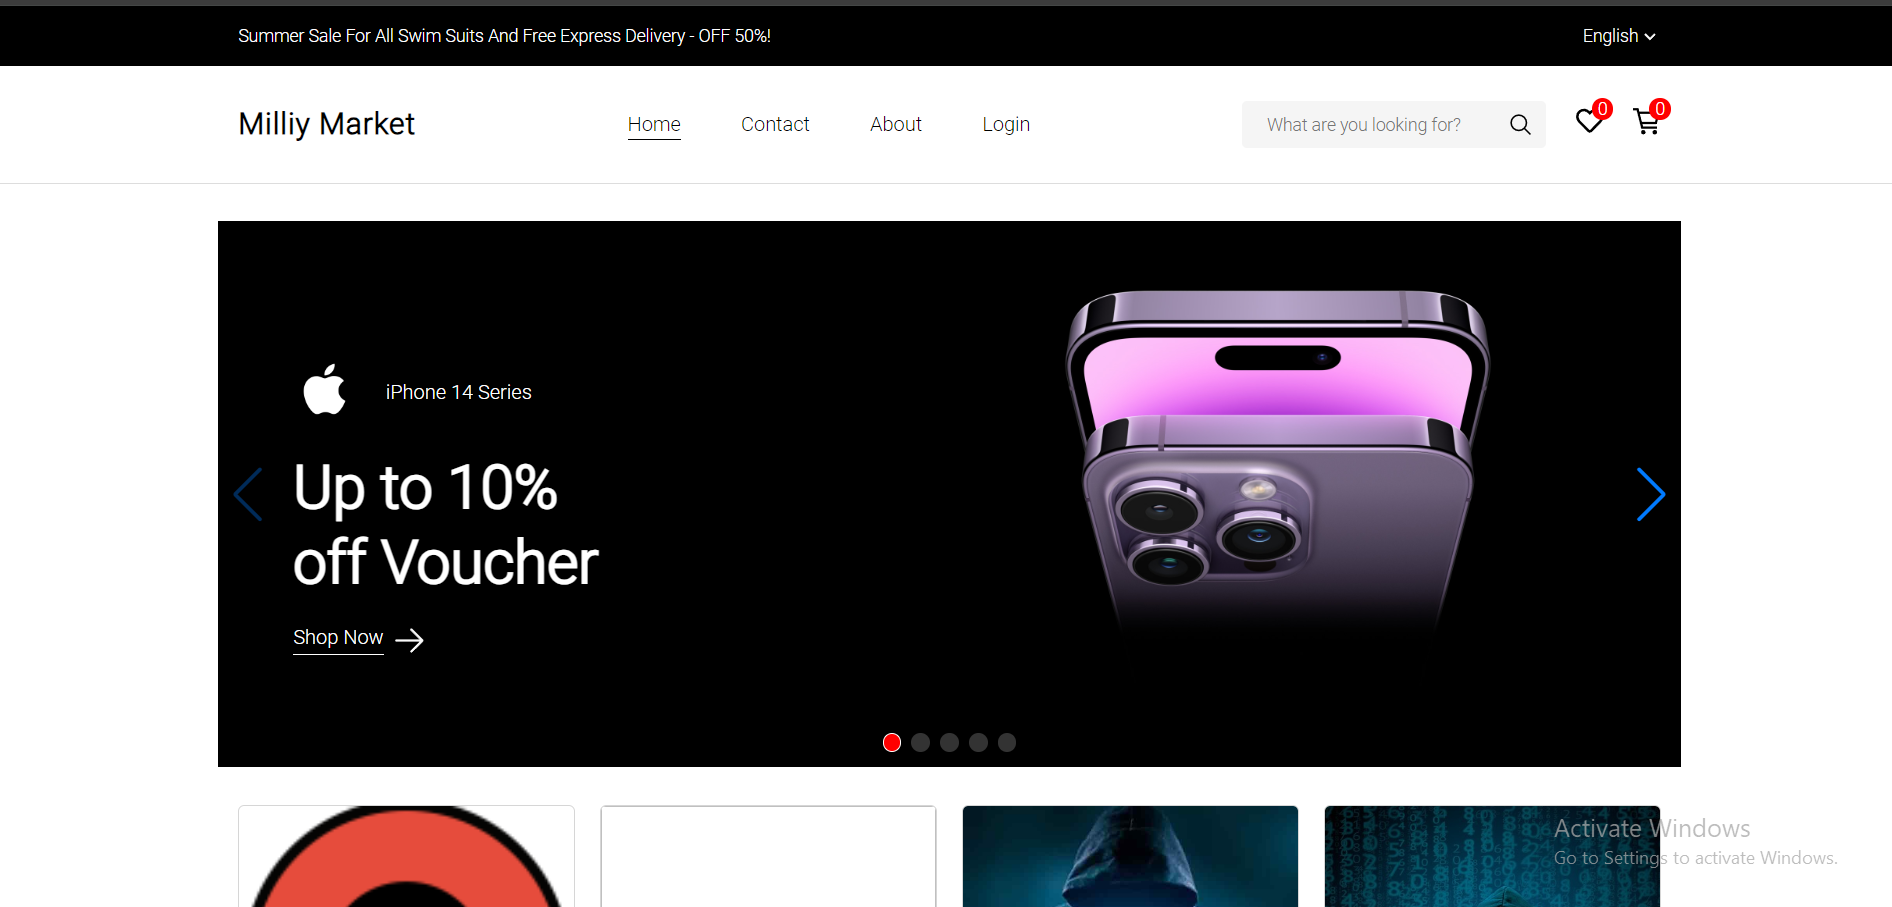 Summer Sale For All Swim Suits And Free Express Delivery - OFF 50%!
English
Milliy Market
Home
Contact
About
Login
What are you looking for?
0
0
iPhone 14 Series
Up to 10%
off Voucher
Shop Now
Activate Windows
Go to Settings to activate Windows.